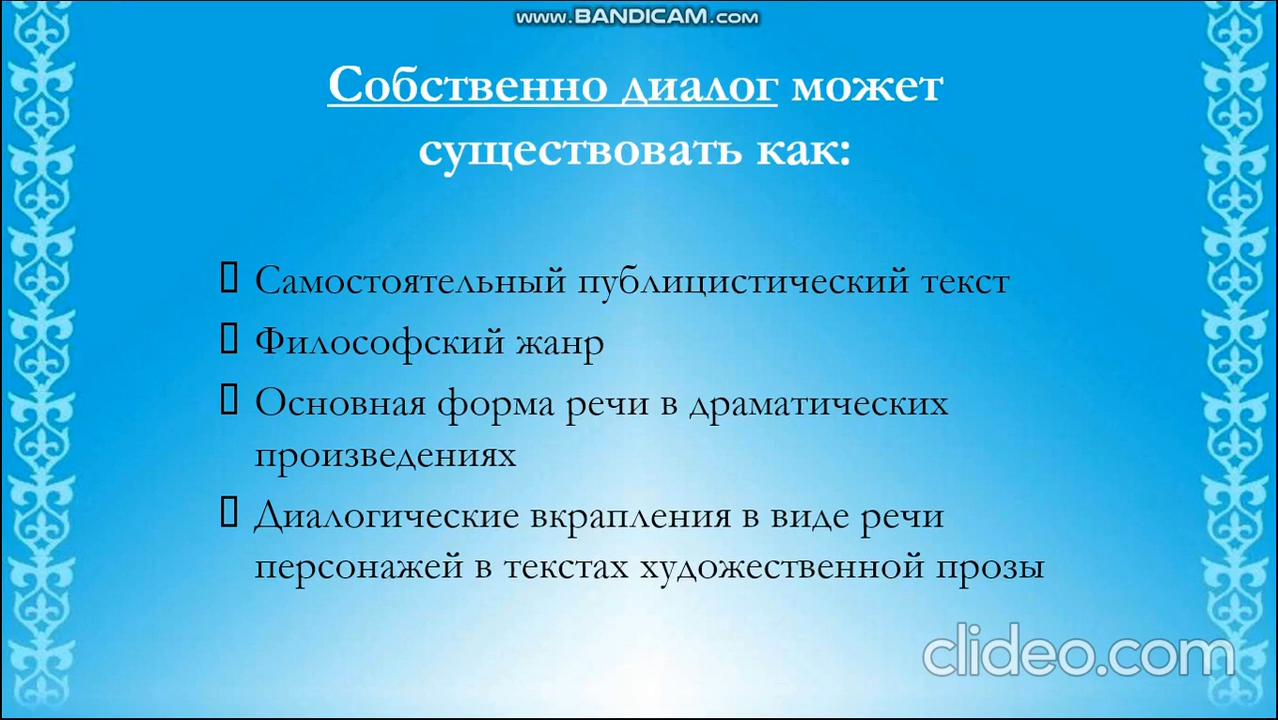 www.BANDICAM.com
Собственно диалог может
существовать как:
Самостоятельный публицистический текст
Философский жанр
Основная форма речи в драматических
произведениях
Диалогические вкрапления в виде речи
персонажей в текстах художественной прозы
clideo.com